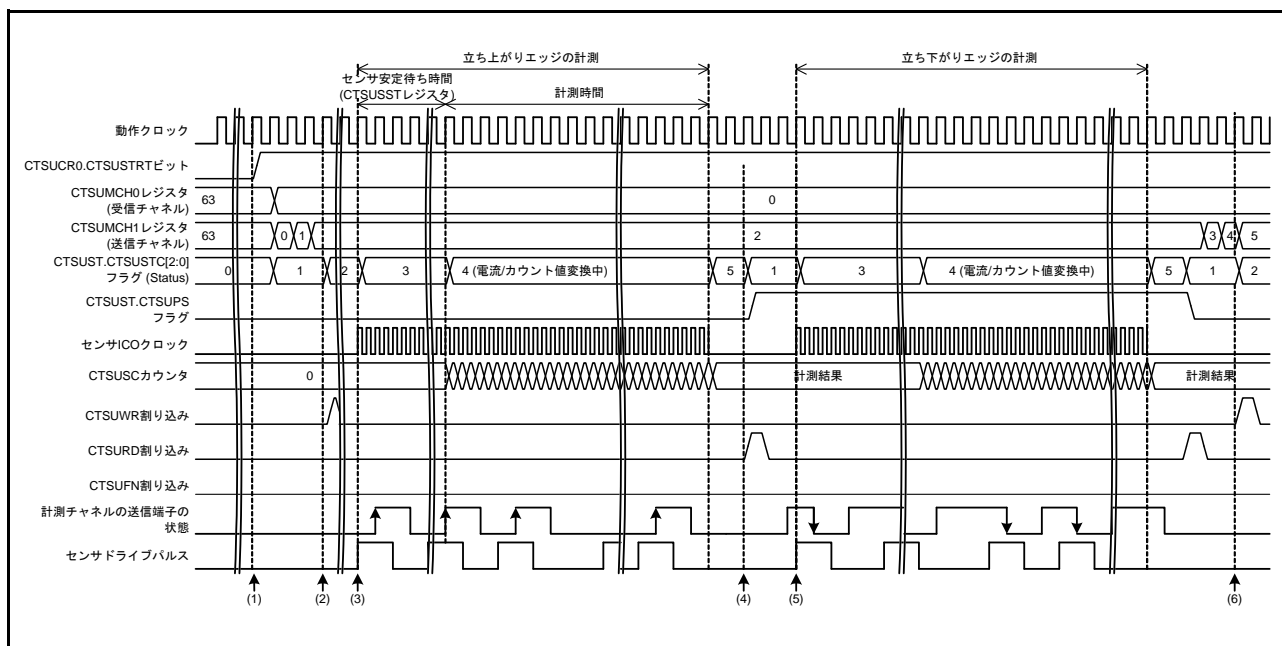 立ち上がりエッジの計測
立ち下がりエッジの計測
センサ安定待ち時間
(CTSUSSTレジスタ)
計測時間
動作クロック
CTSUCR0.CTSUSTRTビット
CTSUMCH0レジスタ
(受信チャネル)
63
0
CTSUMCH1レジスタ
(送信チャネル)
63
0
1
2
3
4
5
CTSUST.CTSUSTC[2:0]
フラグ (Status)
0
1
2
3
4 (電流/カウント値変換中)
5
1
3
4 (電流/カウント値変換中)
5
1
2
CTSUST.CTSUPS
フラグ
センサICOクロック
CTSUSCカウンタ
0
計測結果
計測結果
CTSUWR割り込み
CTSURD割り込み
CTSUFN割り込み
計測チャネルの送信端子の
状態
センサドライブパルス
(1)
(2)
(3)
(4)
(5)
(6)